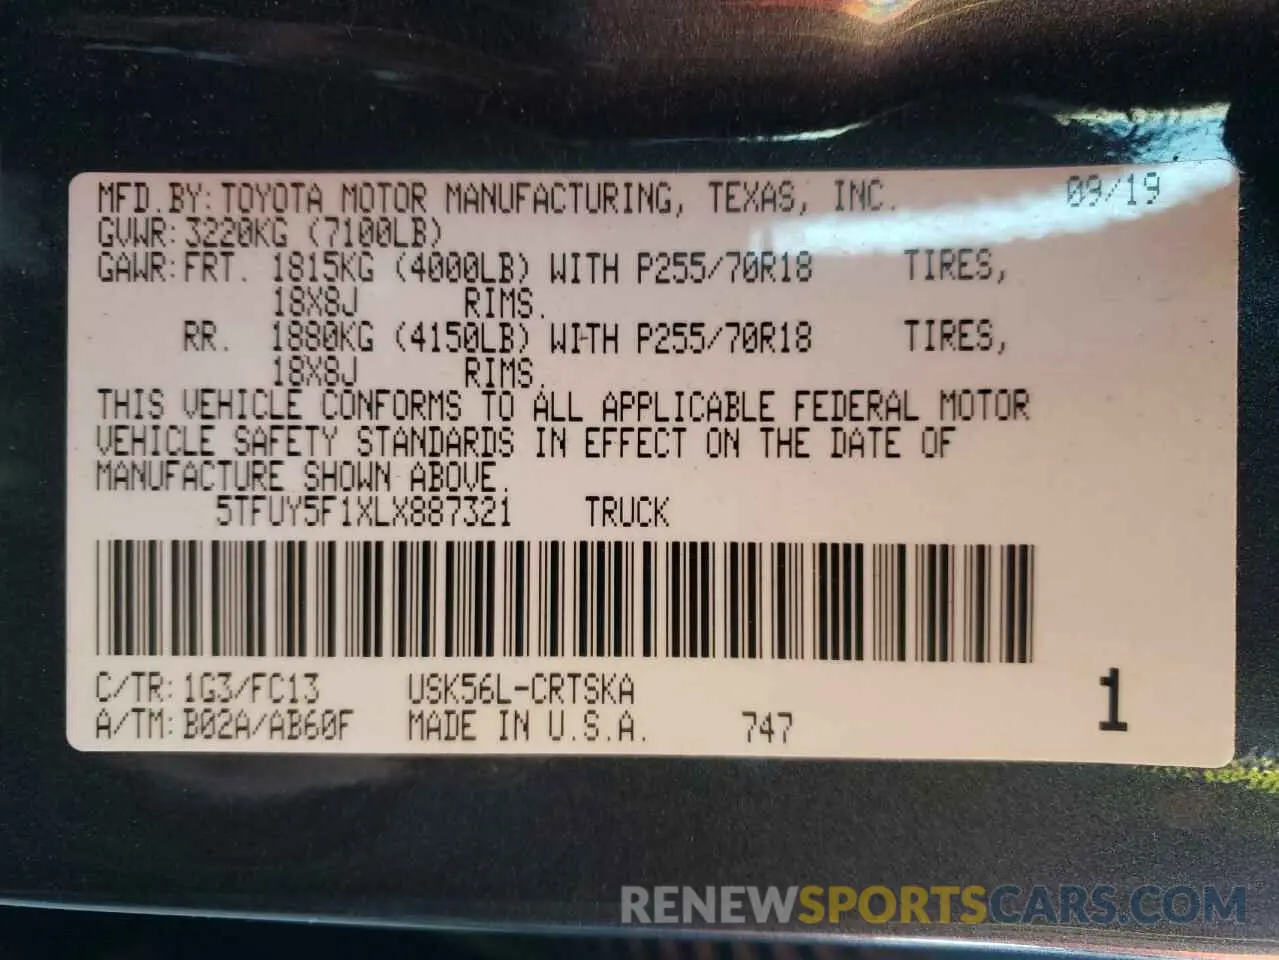 MFD.BY: TOYOTA MOTOR MANUFACTURING, TEXAS, INC. 09/19
GVWR: 3220KG (7100LB)
GAWR: FRT. 1815KG (4000LB) WITH P255/70R18 TIRES,
18X8J RIMS.
RR. 1880KG (4150LB) WITH P255/70R18 TIRES,
18X8J RIMS.
THIS VEHICLE CONFORMS TO ALL APPLICABLE FEDERAL MOTOR
VEHICLE SAFETY STANDARDS IN EFFECT ON THE DATE OF
MANUFACTURE SHOWN ABOVE.
5TFUY5F1XLX887321 TRUCK
C/TR: 1G3/FC13 USK56L-CRTSKA
A/TM: B02A/AB60F MADE IN U.S.A. 747
1
RENEWSPORTSCARS.COM